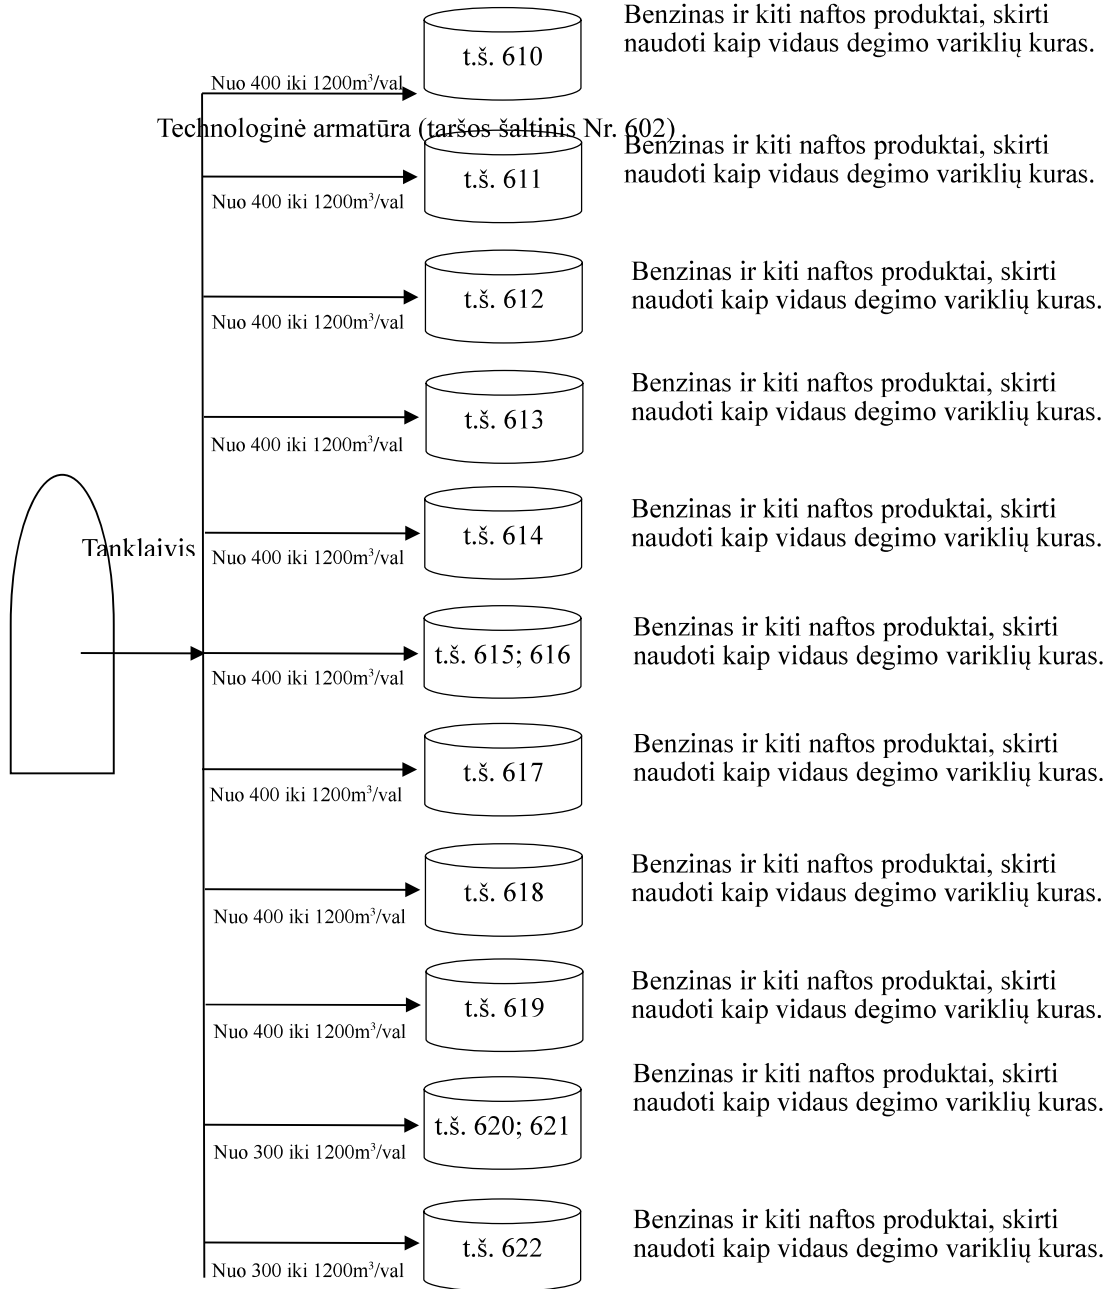 Benzinas ir kiti naftos produktai, skirti
naudoti kaip vidaus degimo variklių kuras.
t.š. 610
Nuo 400 iki 1200m³/val
Technologinė armatūra (taršos šaltinis Nr. 602)
Benzinas ir kiti naftos produktai, skirti
naudoti kaip vidaus degimo variklių kuras.
t.š. 611
Nuo 400 iki 1200m³/val
Benzinas ir kiti naftos produktai, skirti
naudoti kaip vidaus degimo variklių kuras.
t.š. 612
Nuo 400 iki 1200m³/val
Benzinas ir kiti naftos produktai, skirti
naudoti kaip vidaus degimo variklių kuras.
t.š. 613
Nuo 400 iki 1200m³/val
Benzinas ir kiti naftos produktai, skirti
naudoti kaip vidaus degimo variklių kuras.
t.š. 614
Tanklaivis
Nuo 400 iki 1200m³/val
Benzinas ir kiti naftos produktai, skirti
naudoti kaip vidaus degimo variklių kuras.
t.š. 615; 616
Nuo 400 iki 1200m³/val
Benzinas ir kiti naftos produktai, skirti
naudoti kaip vidaus degimo variklių kuras.
t.š. 617
Nuo 400 iki 1200m³/val
Benzinas ir kiti naftos produktai, skirti
naudoti kaip vidaus degimo variklių kuras.
t.š. 618
Nuo 400 iki 1200m³/val
Benzinas ir kiti naftos produktai, skirti
naudoti kaip vidaus degimo variklių kuras.
t.š. 619
Nuo 400 iki 1200m³/val
Benzinas ir kiti naftos produktai, skirti
naudoti kaip vidaus degimo variklių kuras.
t.š. 620; 621
Nuo 300 iki 1200m³/val
Benzinas ir kiti naftos produktai, skirti
naudoti kaip vidaus degimo variklių kuras.
t.š. 622
Nuo 300 iki 1200m³/val